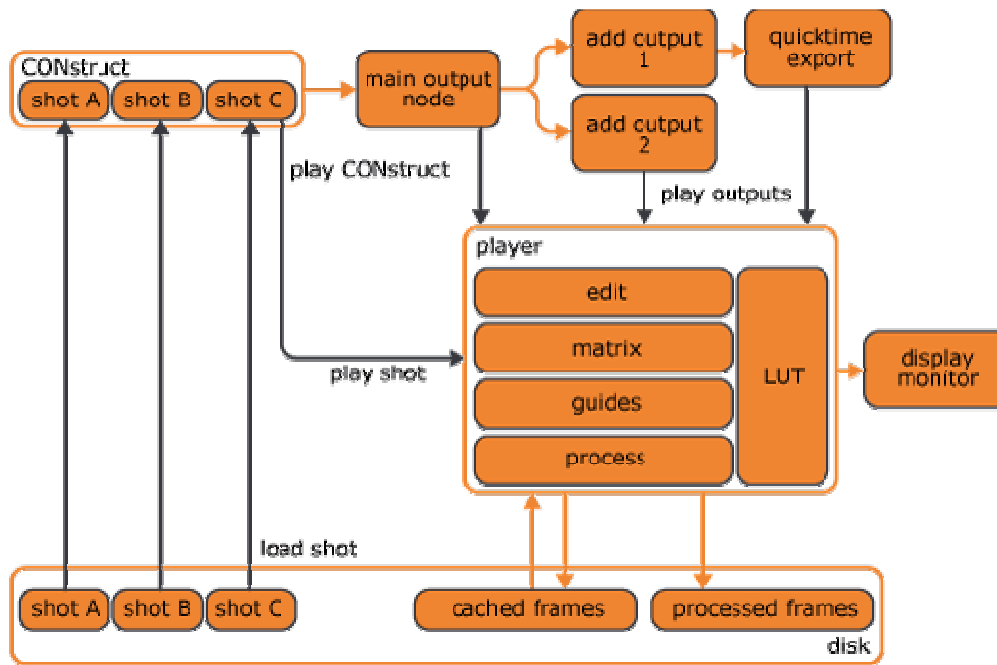 CONstruct
shot A
shot B
shot C
main output
node
add cutput
1
quicktime
export
add cutput
2
play CONstruct
play outputs
player
edit
matrix
guides
process
LUT
play shot
display
monitor
load shot
shot A
shot B
shot C
cached frames
processed frames
disk